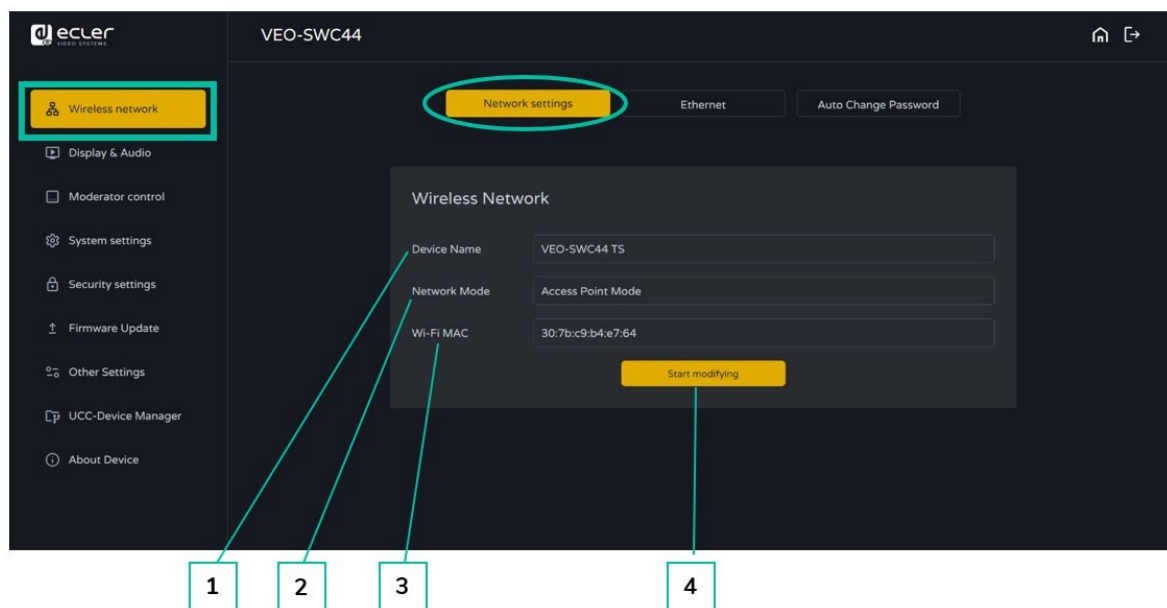 ecler
VIDEO SYSTEMS
VEO-SWC44
Wireless network
Display & Audio
Moderator control
System settings
Security settings
Firmware Update
Other Settings
UCC-Device Manager
About Device
Network settings
Ethernet
Auto Change Password
Wireless Network
Device Name VEO-SWC44 TS
Network Mode Access Point Mode
Wi-Fi MAC 30:7b:c9:b4:e7:64
Start modifying
1
2
3
4